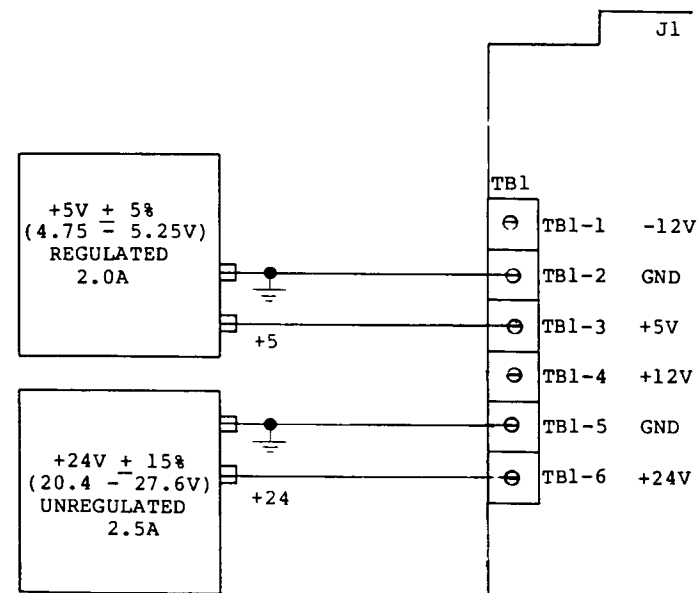 J1
+5V ± 5%
(4.75 - 5.25V)
REGULATED
2.0A
+5
+24V ± 15%
(20.4 - 27.6V)
UNREGULATED
2.5A
+24
TB1
TB1-1 -12V
TB1-2 GND
TB1-3 +5V
TB1-4 +12V
TB1-5 GND
TB1-6 +24V